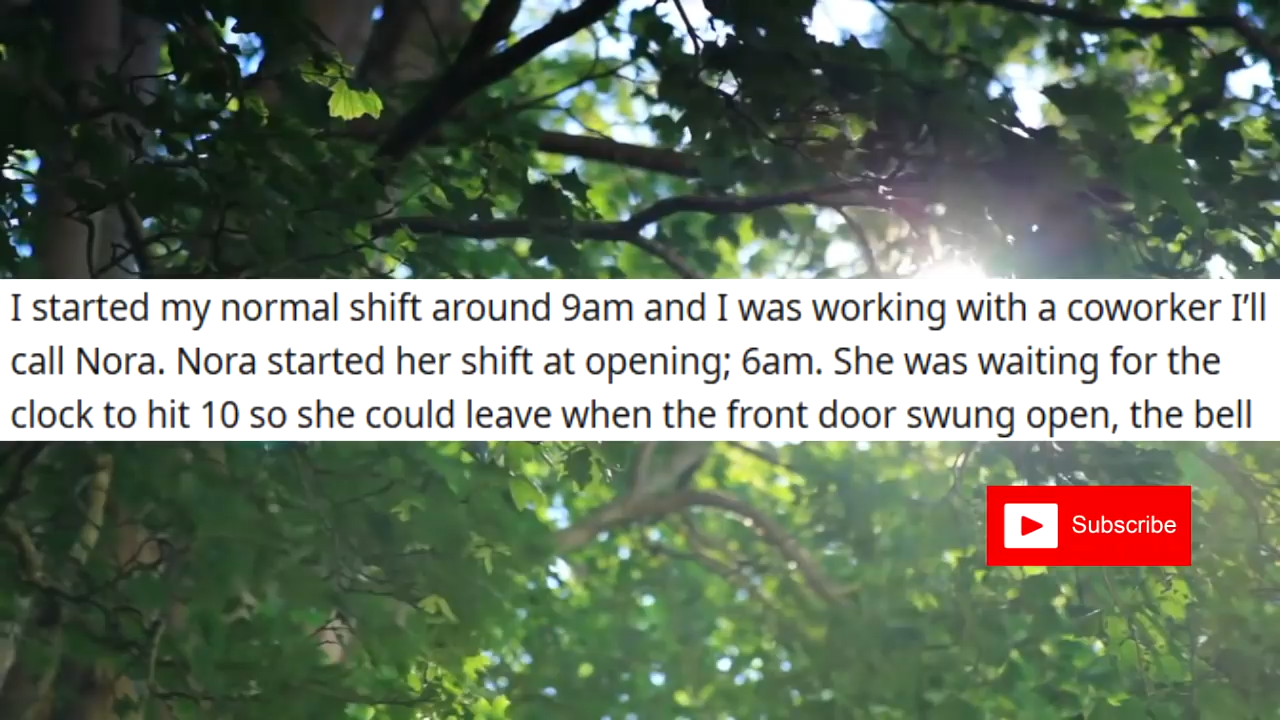 I started my normal shift around 9am and I was working with a coworker I’ll
call Nora. Nora started her shift at opening; 6am. She was waiting for the
clock to hit 10 so she could leave when the front door swung open, the bell
Subscribe